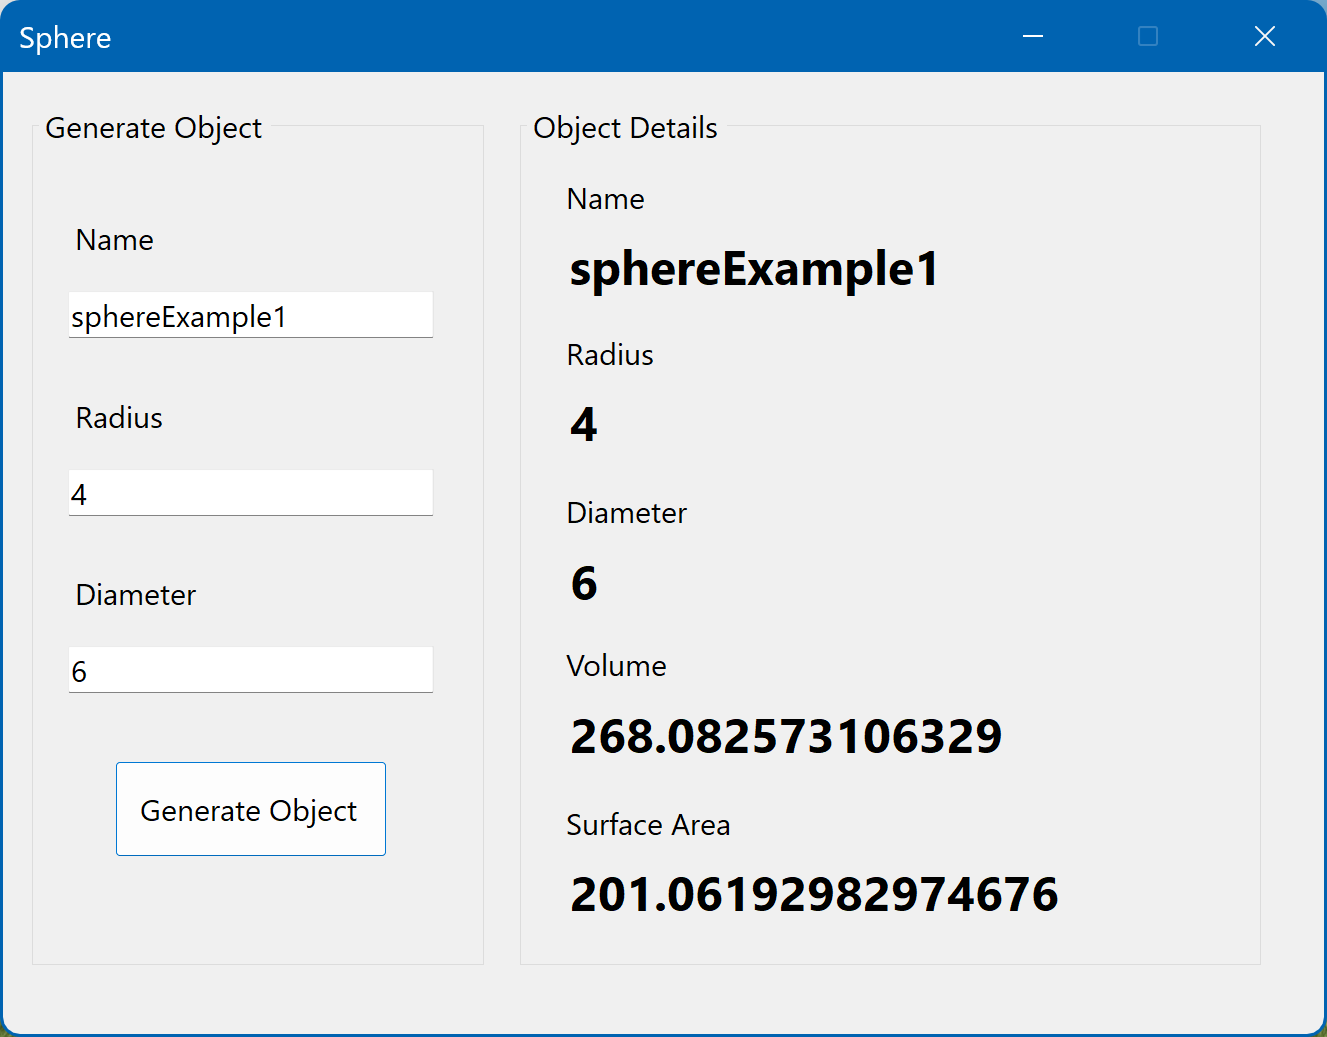 Sphere
Generate Object
Name
sphereExample1
Radius
4
Diameter
6
Generate Object
Object Details
Name
sphereExample1
Radius
4
Diameter
6
Volume
268.082573106329
Surface Area
201.06192982974676